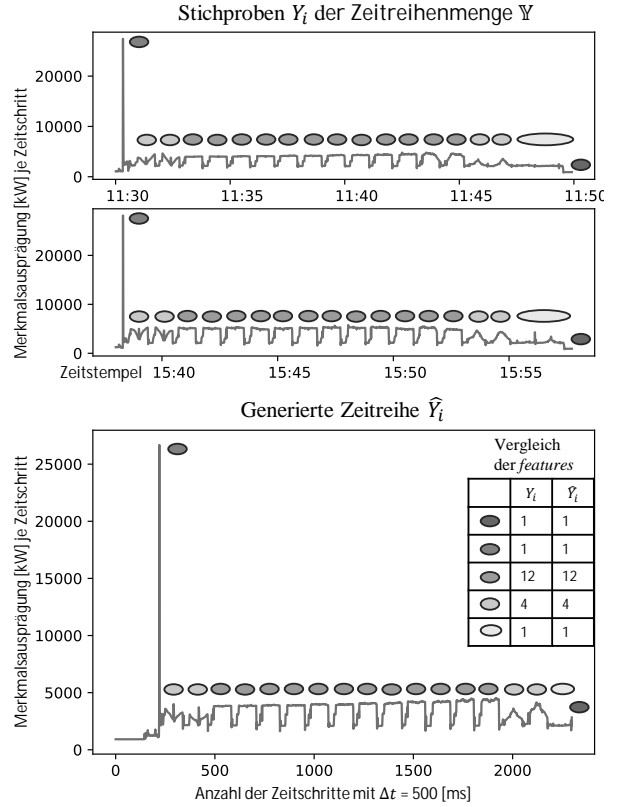 Stichproben Yᵢ der Zeitreihenmenge 𝕐
Merkmalsausprägung [kW] je Zeitschritt
20000
10000
0
11:30 11:35 11:40 11:45 11:50
20000
10000
0
Zeitstempel 15:40 15:45 15:50 15:55
Generierte Zeitreihe Ŷᵢ
Merkmalsausprägung [kW] je Zeitschritt
25000
20000
15000
10000
5000
0
Vergleich
der features
Yᵢ Ŷᵢ
1 1
1 1
12 12
4 4
1 1
0 500 1000 1500 2000
Anzahl der Zeitschritte mit Δt = 500 [ms]